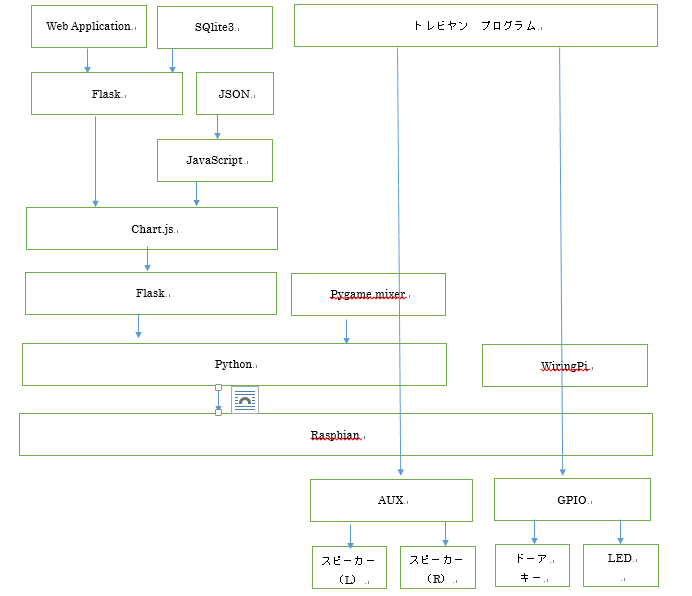 Web Application
SQlite3
トレビヤン　プログラム
Flask
JSON
JavaScript
Chart.js
Flask
Pygame.mixer
Python
WiringPi
Raspbian
AUX
GPIO
スピーカー
（L）
スピーカー
（R）
ドーア
キー
LED